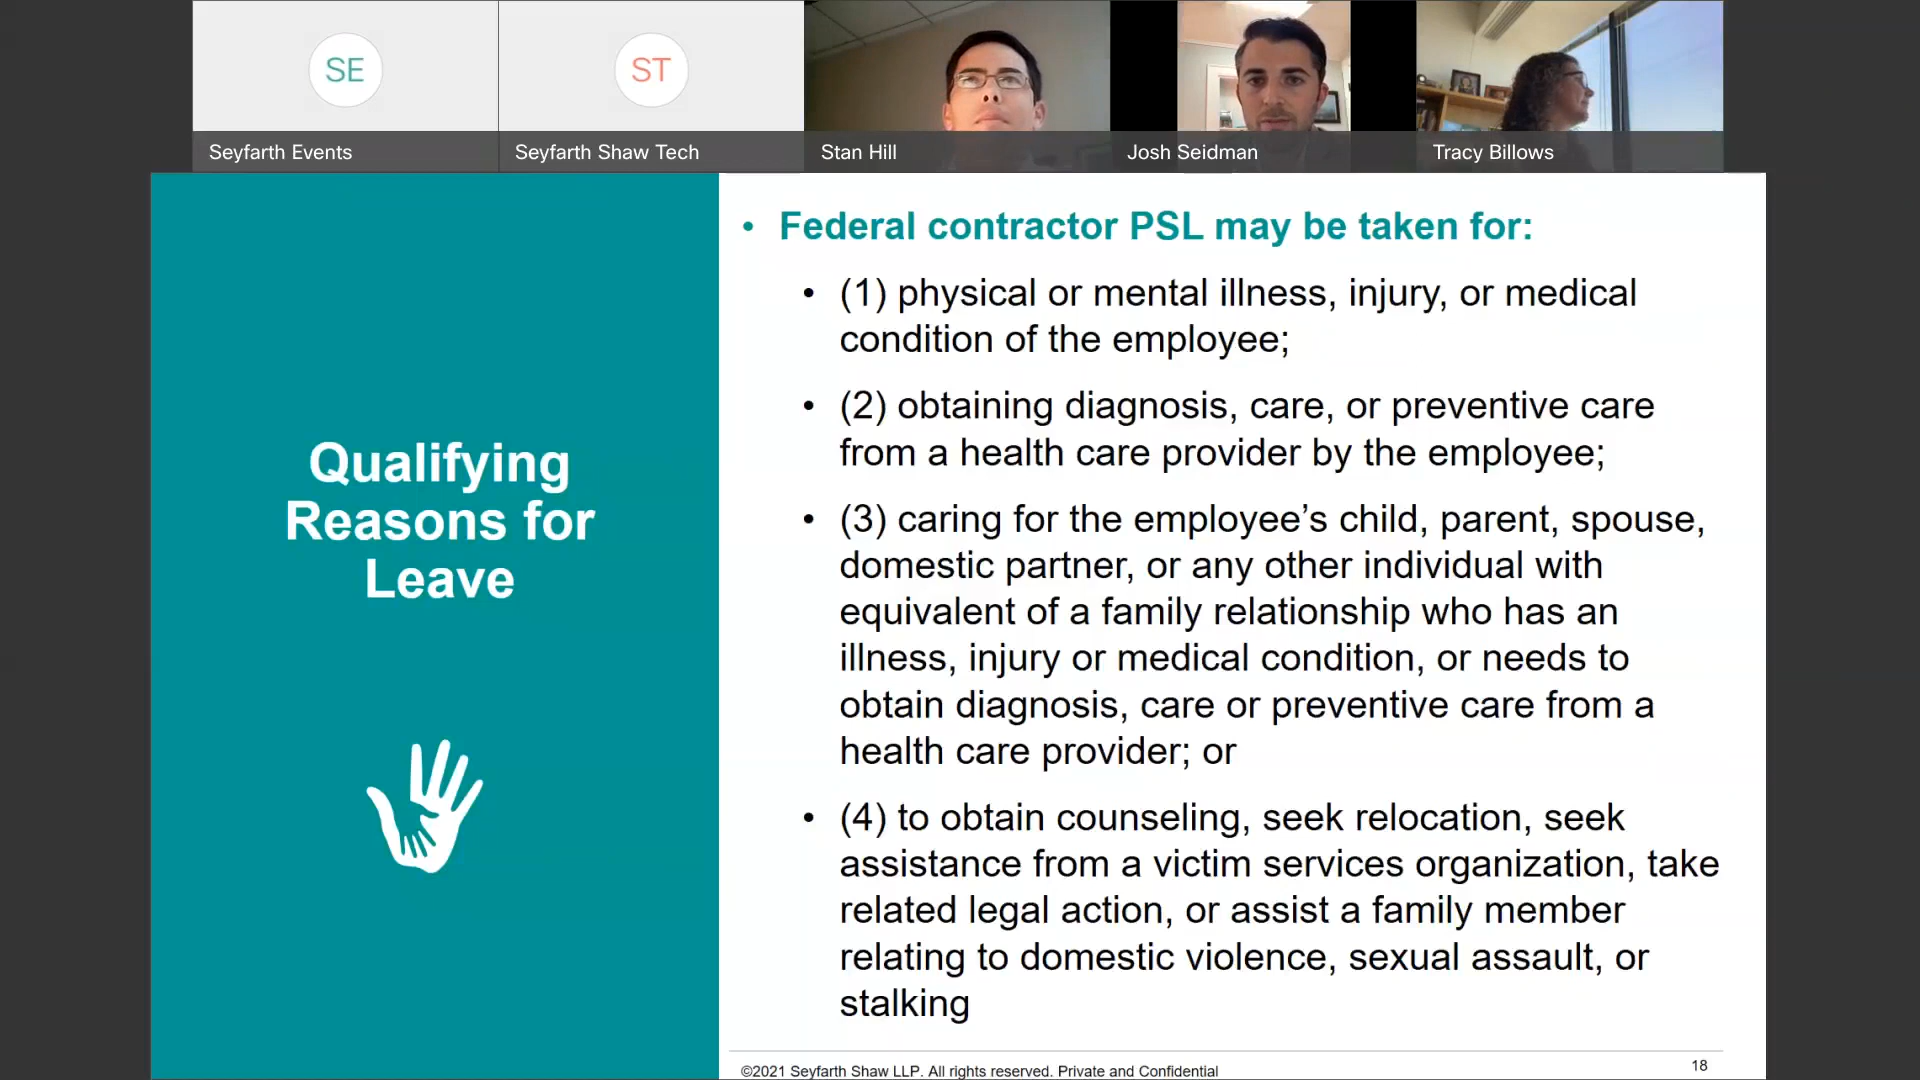 SE
ST
Seyfarth Events
Seyfarth Shaw Tech
Stan Hill
Josh Seidman
Tracy Billows
Qualifying
Reasons for
Leave
• Federal contractor PSL may be taken for:
• (1) physical or mental illness, injury, or medical
condition of the employee;
• (2) obtaining diagnosis, care, or preventive care
from a health care provider by the employee;
• (3) caring for the employee’s child, parent, spouse,
domestic partner, or any other individual with
equivalent of a family relationship who has an
illness, injury or medical condition, or needs to
obtain diagnosis, care or preventive care from a
health care provider; or
• (4) to obtain counseling, seek relocation, seek
assistance from a victim services organization, take
related legal action, or assist a family member
relating to domestic violence, sexual assault, or
stalking
©2021 Seyfarth Shaw LLP. All rights reserved. Private and Confidential
18